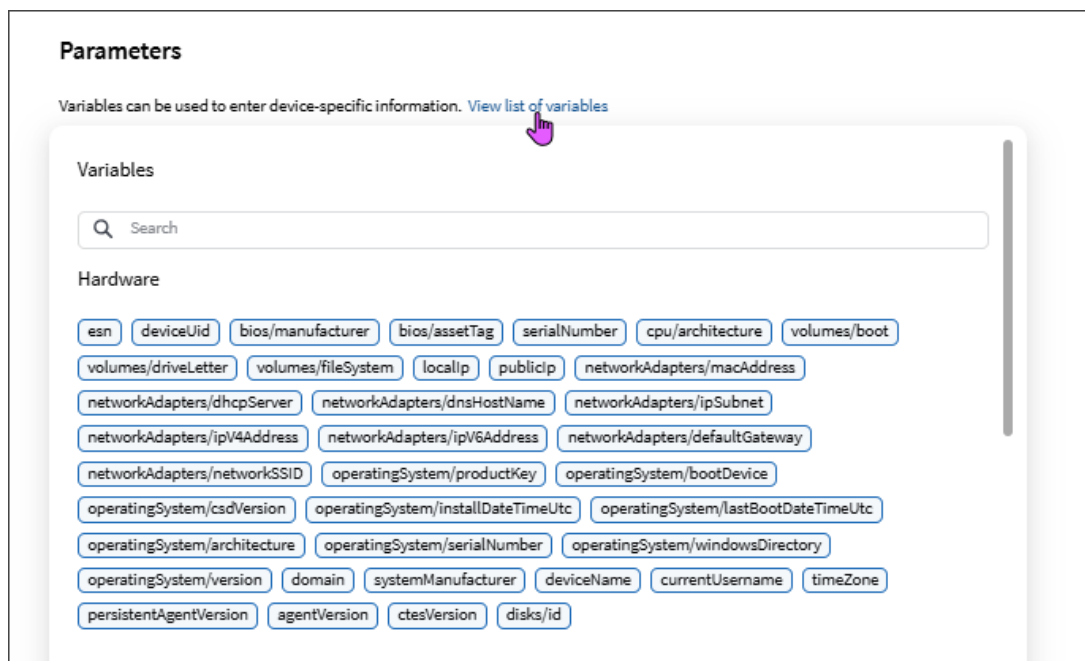 Parameters
Variables can be used to enter device-specific information. View list of variables
Variables
Search
Hardware
esn deviceUid bios/manufacturer bios/assetTag serialNumber cpu/architecture volumes/boot
volumes/driveLetter volumes/fileSystem localIp publicIp networkAdapters/macAddress
networkAdapters/dhcpServer networkAdapters/dnsHostName networkAdapters/ipSubnet
networkAdapters/ipV4Address networkAdapters/ipV6Address networkAdapters/defaultGateway
networkAdapters/networkSSID operatingSystem/productKey operatingSystem/bootDevice
operatingSystem/csdVersion operatingSystem/installDateTimeUtc operatingSystem/lastBootDateTimeUtc
operatingSystem/architecture operatingSystem/serialNumber operatingSystem/windowsDirectory
operatingSystem/version domain systemManufacturer deviceName currentUsername timeZone
persistentAgentVersion agentVersion ctesVersion disks/id